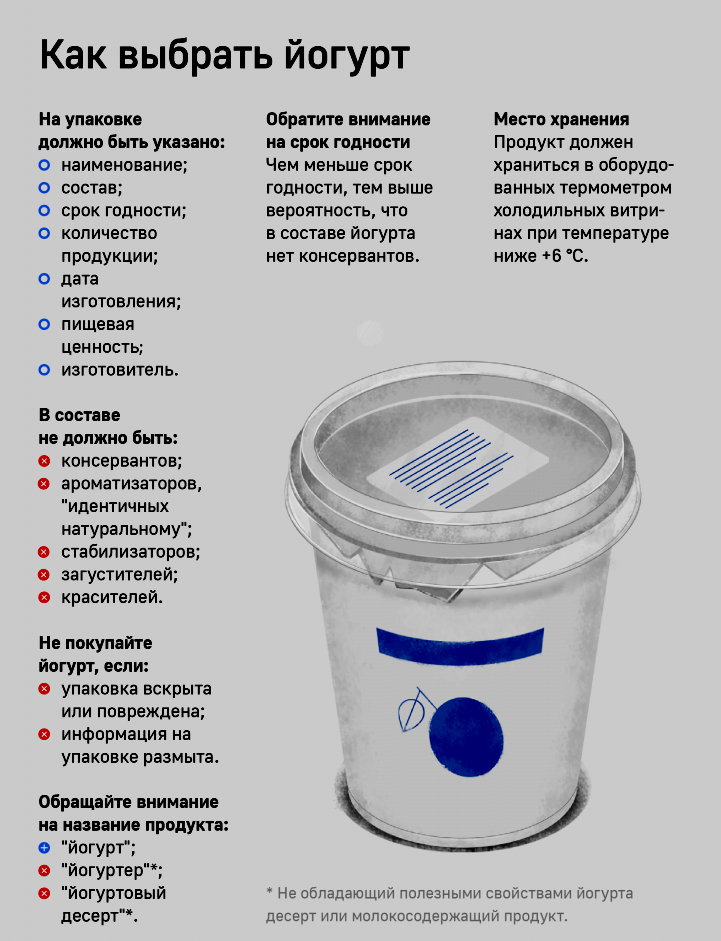 Как выбрать йогурт
На упаковке
должно быть указано:
наименование;
состав;
срок годности;
количество
продукции;
дата
изготовления;
пищевая
ценность;
изготовитель.
В составе
не должно быть:
консервантов;
ароматизаторов,
"идентичных
натуральному";
стабилизаторов;
загустителей;
красителей.
Не покупайте
йогурт, если:
упаковка вскрыта
или повреждена;
информация на
упаковке размыта.
Обращайте внимание
на название продукта:
"йогурт";
"йогуртер"*;
"йогуртовый
десерт"*.
Обратите внимание
на срок годности
Чем меньше срок
годности, тем выше
вероятность, что
в составе йогурта
нет консервантов.
Место хранения
Продукт должен
храниться в оборудо-
ванных термометром
холодильных витри-
нах при температуре
ниже +6 °C.
* Не обладающий полезными свойствами йогурта
десерт или молокосодержащий продукт.